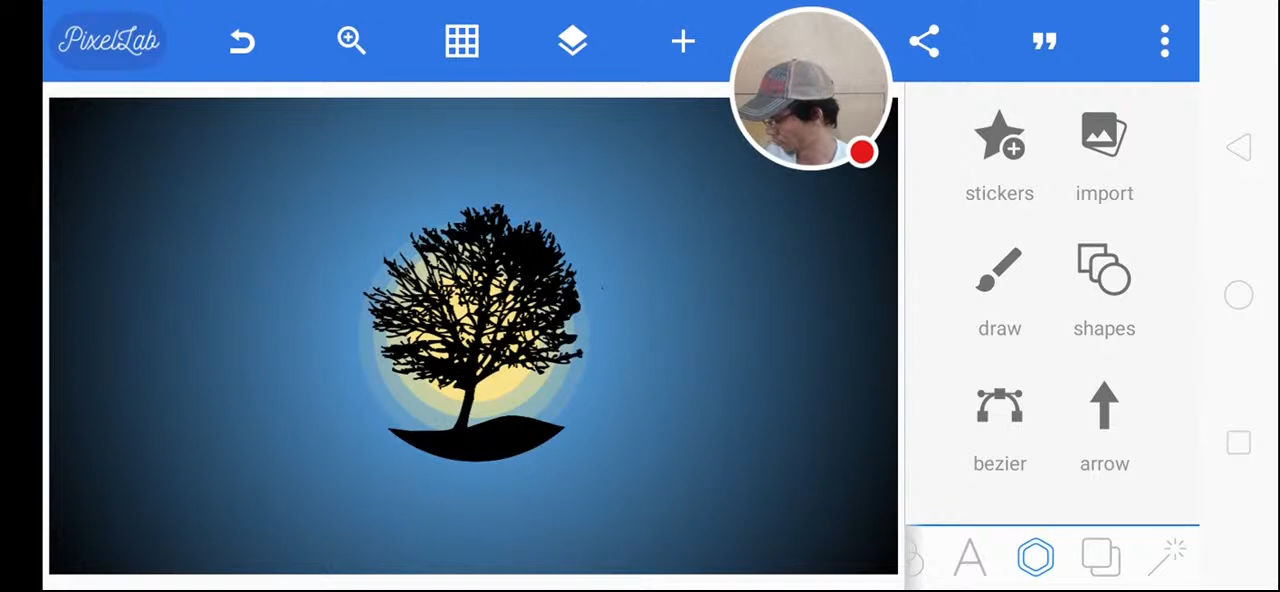 PixelLab
stickers
import
draw
shapes
bezier
arrow